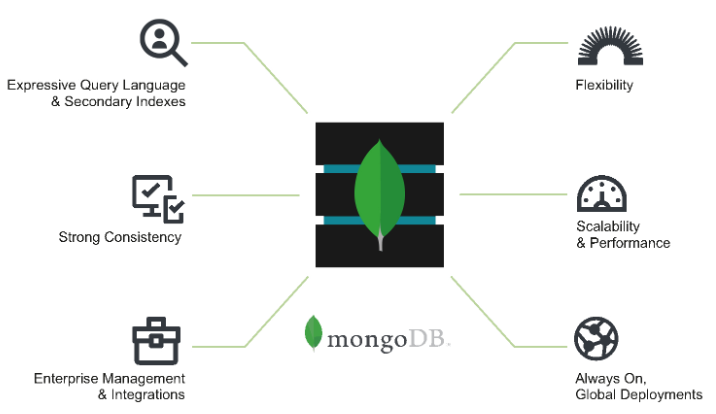 Expressive Query Language
& Secondary Indexes
Flexibility
Strong Consistency
Scalability
& Performance
mongoDB.
Enterprise Management
& Integrations
Always On,
Global Deployments